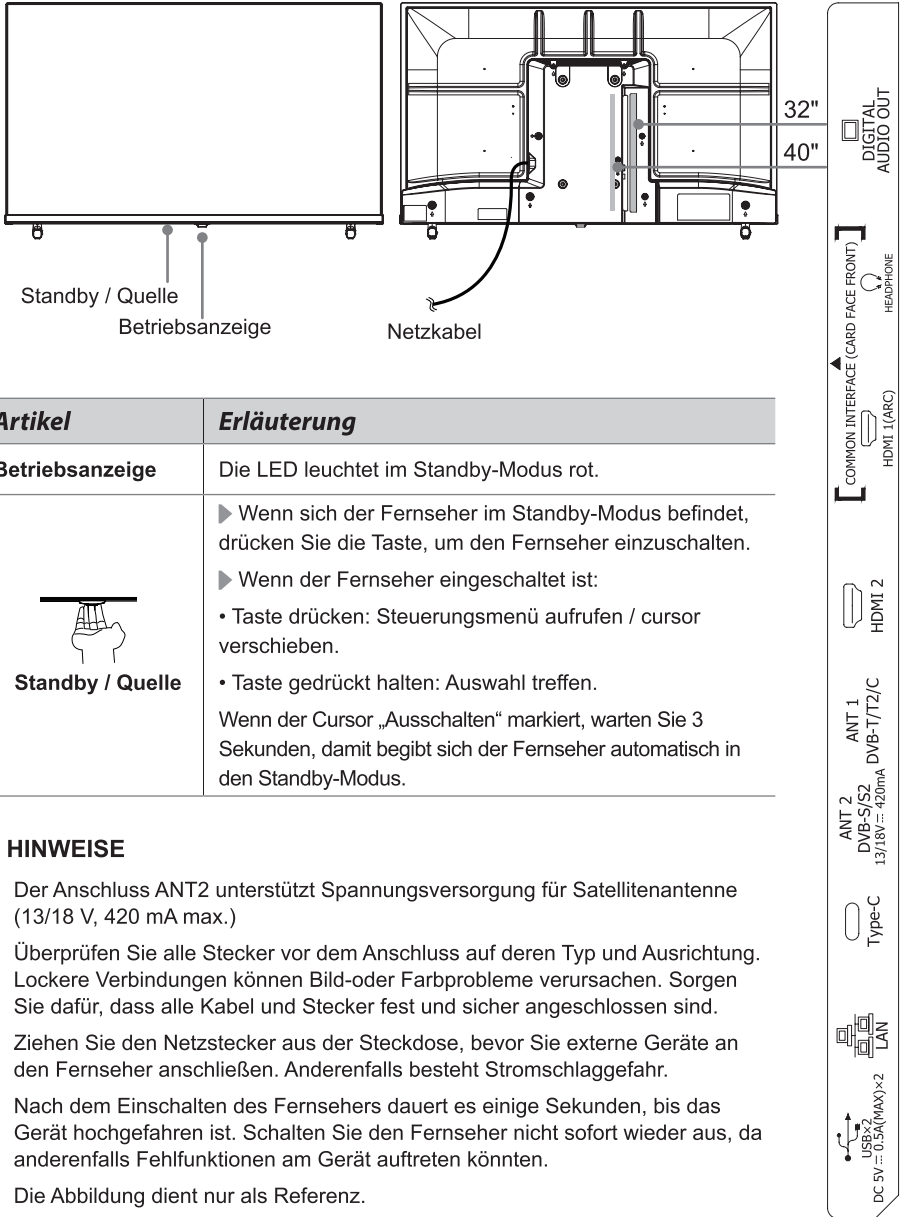 32"
40"
Standby / Quelle
Betriebsanzeige
Netzkabel
Artikel
Erläuterung
Betriebsanzeige
Die LED leuchtet im Standby-Modus rot.
Wenn sich der Fernseher im Standby-Modus befindet,
drücken Sie die Taste, um den Fernseher einzuschalten.
Wenn der Fernseher eingeschaltet ist:
• Taste drücken: Steuerungsmenü aufrufen / cursor
verschieben.
Standby / Quelle
• Taste gedrückt halten: Auswahl treffen.
Wenn der Cursor „Ausschalten“ markiert, warten Sie 3
Sekunden, damit begibt sich der Fernseher automatisch in
den Standby-Modus.
HINWEISE
Der Anschluss ANT2 unterstützt Spannungsversorgung für Satellitenantenne
(13/18 V, 420 mA max.)
Überprüfen Sie alle Stecker vor dem Anschluss auf deren Typ und Ausrichtung.
Lockere Verbindungen können Bild-oder Farbprobleme verursachen. Sorgen
Sie dafür, dass alle Kabel und Stecker fest und sicher angeschlossen sind.
Ziehen Sie den Netzstecker aus der Steckdose, bevor Sie externe Geräte an
den Fernseher anschließen. Anderenfalls besteht Stromschlaggefahr.
Nach dem Einschalten des Fernsehers dauert es einige Sekunden, bis das
Gerät hochgefahren ist. Schalten Sie den Fernseher nicht sofort wieder aus, da
anderenfalls Fehlfunktionen am Gerät auftreten könnten.
Die Abbildung dient nur als Referenz.
DIGITAL
AUDIO OUT
COMMON INTERFACE (CARD FACE FRONT)
HEADPHONE
HDMI 1(ARC)
HDMI 2
ANT 1
DVB-T/T2/C
ANT 2
DVB-S/S2
13/18V⎓ 420mA
Type-C
LAN
USB×2
DC 5V⎓ 0.5A(MAX)×2